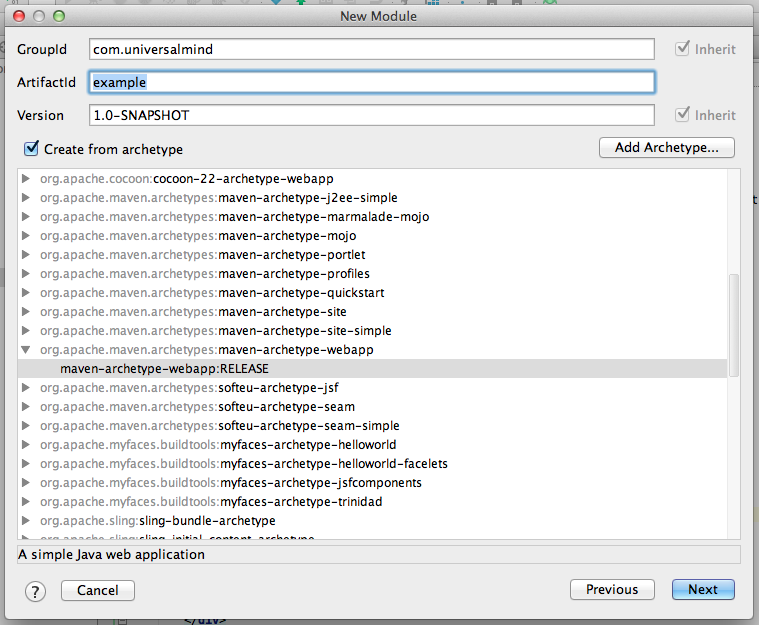 New Module
GroupId com.universalmind Inherit
ArtifactId example
Version 1.0-SNAPSHOT Inherit
Create from archetype Add Archetype...
org.apache.cocoon:cocoon-22-archetype-webapp
org.apache.maven.archetypes:maven-archetype-j2ee-simple
org.apache.maven.archetypes:maven-archetype-marmalade-mojo
org.apache.maven.archetypes:maven-archetype-mojo
org.apache.maven.archetypes:maven-archetype-portlet
org.apache.maven.archetypes:maven-archetype-profiles
org.apache.maven.archetypes:maven-archetype-quickstart
org.apache.maven.archetypes:maven-archetype-site
org.apache.maven.archetypes:maven-archetype-site-simple
org.apache.maven.archetypes:maven-archetype-webapp
maven-archetype-webapp:RELEASE
org.apache.maven.archetypes:softeu-archetype-jsf
org.apache.maven.archetypes:softeu-archetype-seam
org.apache.maven.archetypes:softeu-archetype-seam-simple
org.apache.myfaces.buildtools:myfaces-archetype-helloworld
org.apache.myfaces.buildtools:myfaces-archetype-helloworld-facelets
org.apache.myfaces.buildtools:myfaces-archetype-jsfcomponents
org.apache.myfaces.buildtools:myfaces-archetype-trinidad
org.apache.sling:sling-bundle-archetype
org.apache.sling:sling-initial-content-archetype
A simple Java web application
? Cancel Previous Next
</div>